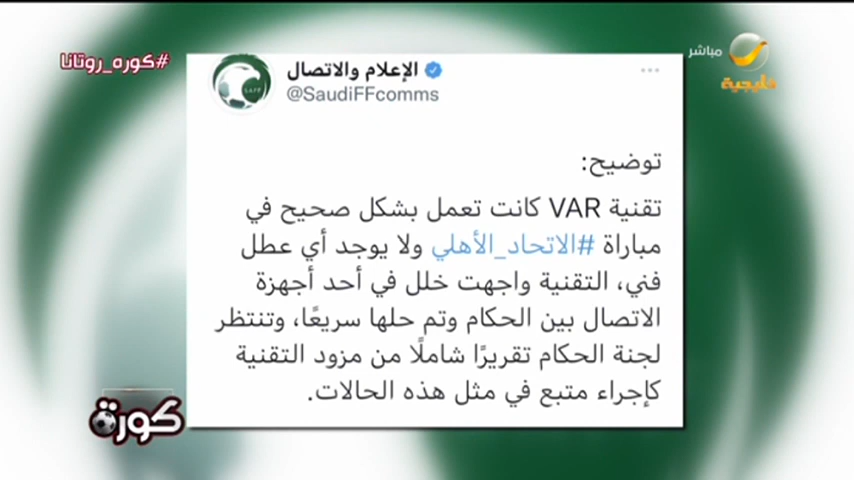 #كوره_روتانا
مباشر
خليجية
الإعلام والاتصال
@SaudiFFcomms
توضيح:
تقنية VAR كانت تعمل بشكل صحيح في
مباراة #الاتحاد_الأهلي ولا يوجد أي عطل
فني، التقنية واجهت خلل في أحد أجهزة
الاتصال بين الحكام وتم حلها سريعًا، وتنتظر
لجنة الحكام تقريرًا شاملًا من مزود التقنية
كإجراء متبع في مثل هذه الحالات.
كورة